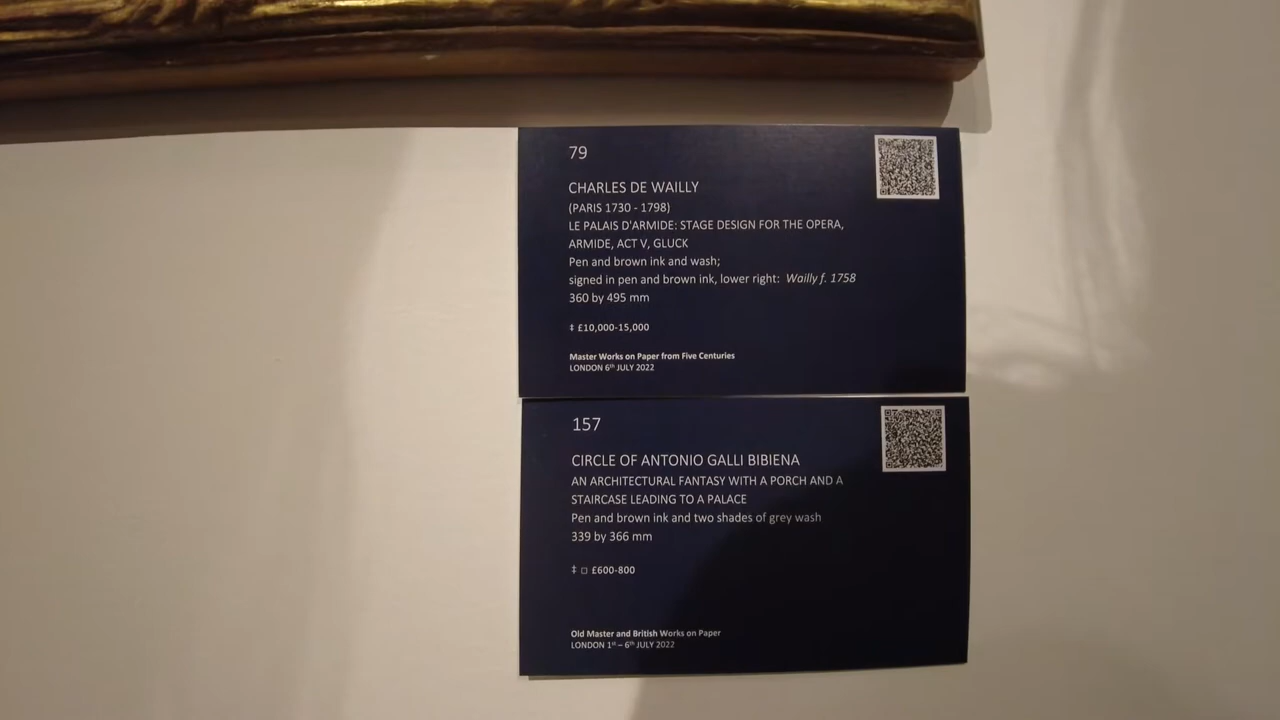 79
CHARLES DE WAILLY
(PARIS 1730 - 1798)
LE PALAIS D'ARMIDE: STAGE DESIGN FOR THE OPERA,
ARMIDE, ACT V, GLUCK
Pen and brown ink and wash;
signed in pen and brown ink, lower right: Wailly f. 1758
360 by 495 mm
‡ £10,000-15,000
Master Works on Paper from Five Centuries
LONDON 6th JULY 2022
157
CIRCLE OF ANTONIO GALLI BIBIENA
AN ARCHITECTURAL FANTASY WITH A PORCH AND A
STAIRCASE LEADING TO A PALACE
Pen and brown ink and two shades of grey wash
339 by 366 mm
‡ □ £600-800
Old Master and British Works on Paper
LONDON 1st – 6th JULY 2022